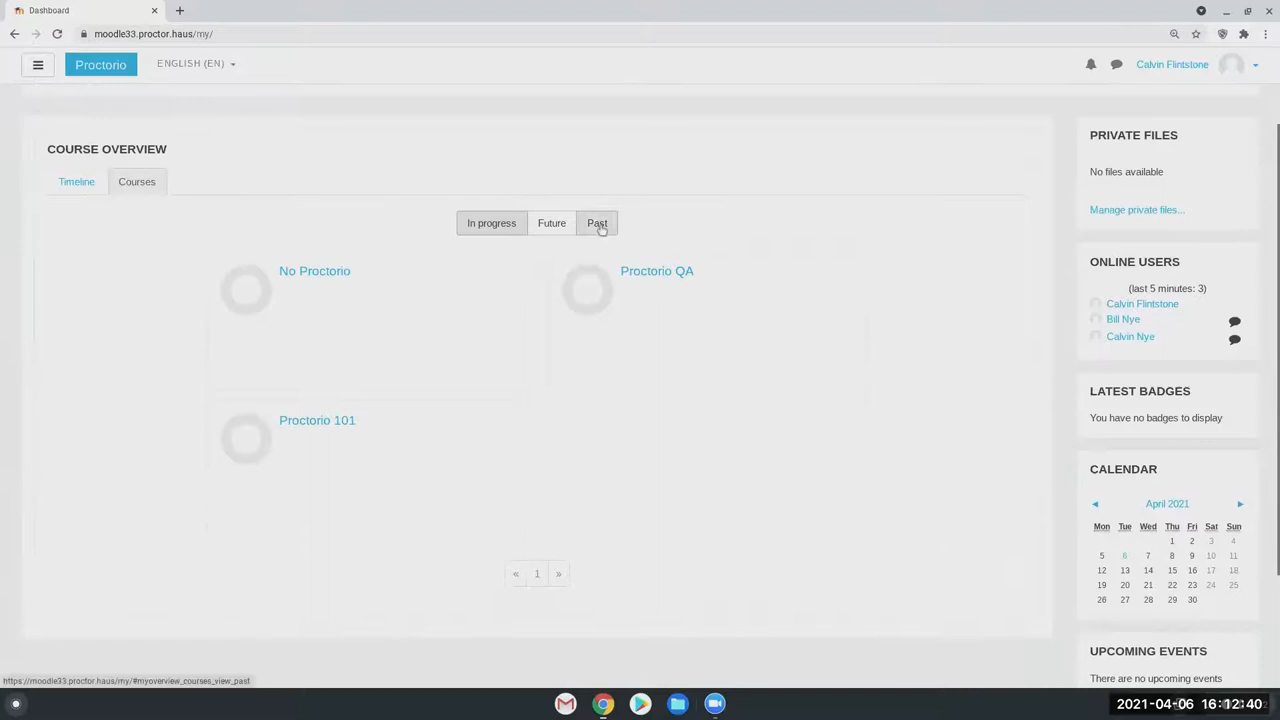 Dashboard
moodle33.proctor.haus/my/
Proctorio
ENGLISH (EN)
Calvin Flintstone
COURSE OVERVIEW
Timeline
Courses
In progress
Future
Past
No Proctorio
Proctorio QA
Proctorio 101
« 1 »
PRIVATE FILES
No files available
Manage private files...
ONLINE USERS
(last 5 minutes: 3)
Calvin Flintstone
Bill Nye
Calvin Nye
LATEST BADGES
You have no badges to display
CALENDAR
◄ April 2021 ►
Mon Tue Wed Thu Fri Sat Sun
1 2 3 4
5 6 7 8 9 10 11
12 13 14 15 16 17 18
19 20 21 22 23 24 25
26 27 28 29 30
UPCOMING EVENTS
There are no upcoming events
https://moodle33.proctor.haus/my/#myoverview_courses_view_past
2021-04-06 16:12:40